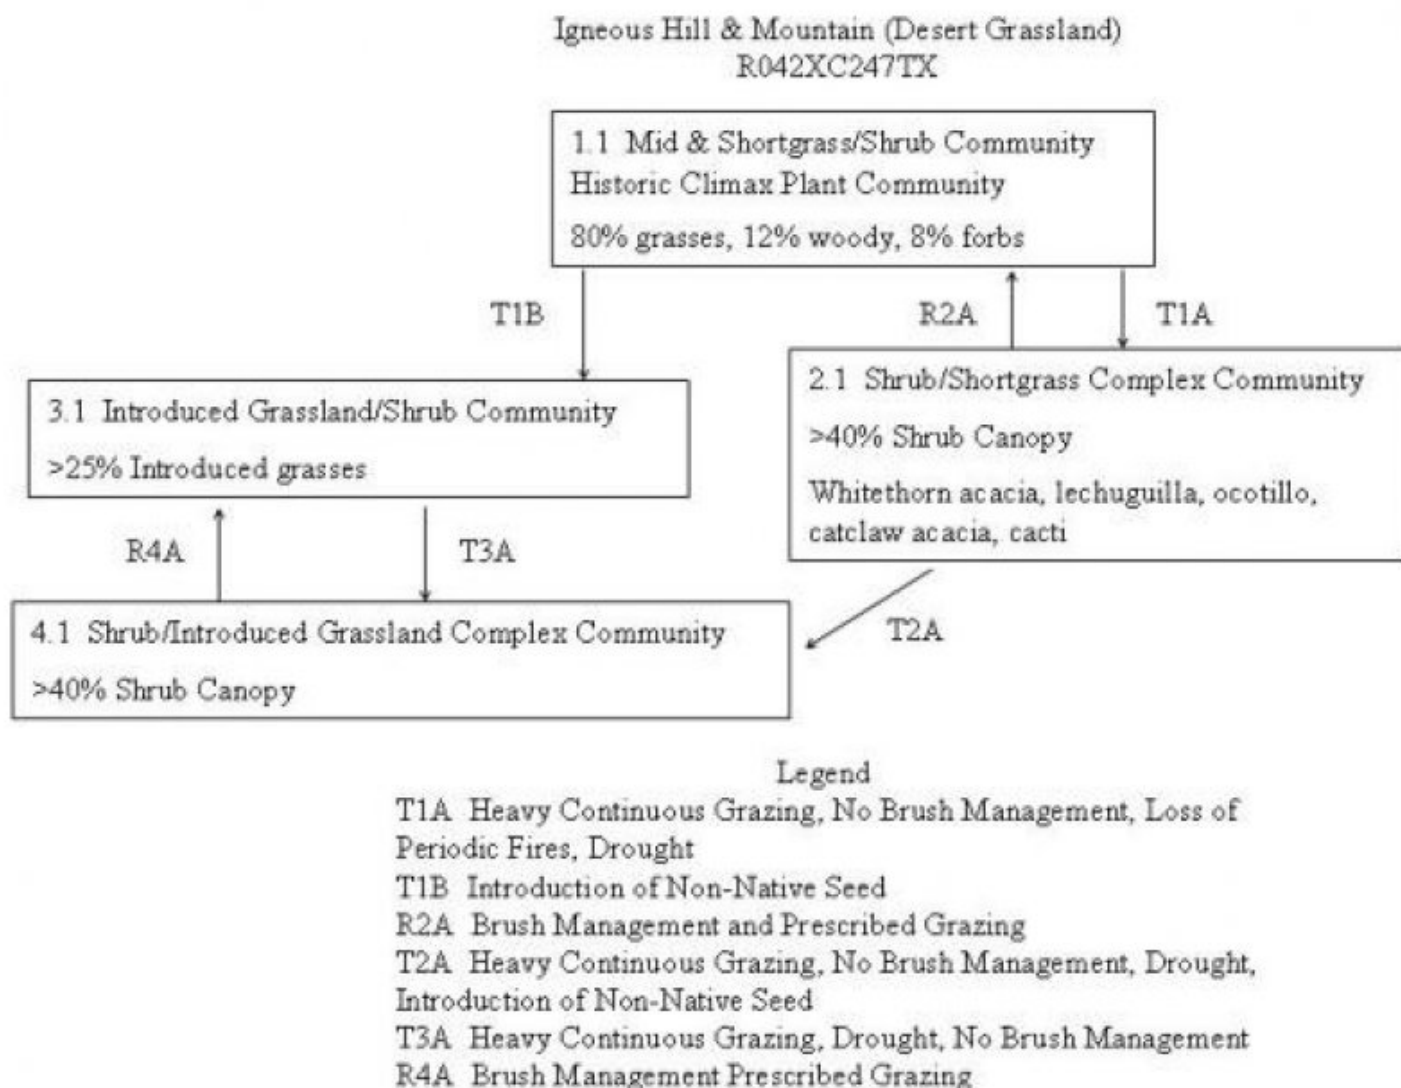 Igneous Hill & Mountain (Desert Grassland)
R042XC247TX
1.1 Mid & Shortgrass/Shrub Community
Historic Climax Plant Community
80% grasses, 12% woody, 8% forbs
T1B
R2A
T1A
3.1 Introduced Grassland/Shrub Community
>25% Introduced grasses
2.1 Shrub/Shortgrass Complex Community
>40% Shrub Canopy
Whitethorn acacia, lechuguilla, ocotillo,
catclaw acacia, cacti
R4A
T3A
T2A
4.1 Shrub/Introduced Grassland Complex Community
>40% Shrub Canopy
Legend
T1A Heavy Continuous Grazing, No Brush Management, Loss of
Periodic Fires, Drought
T1B Introduction of Non-Native Seed
R2A Brush Management and Prescribed Grazing
T2A Heavy Continuous Grazing, No Brush Management, Drought,
Introduction of Non-Native Seed
T3A Heavy Continuous Grazing, Drought, No Brush Management
R4A Brush Management Prescribed Grazing